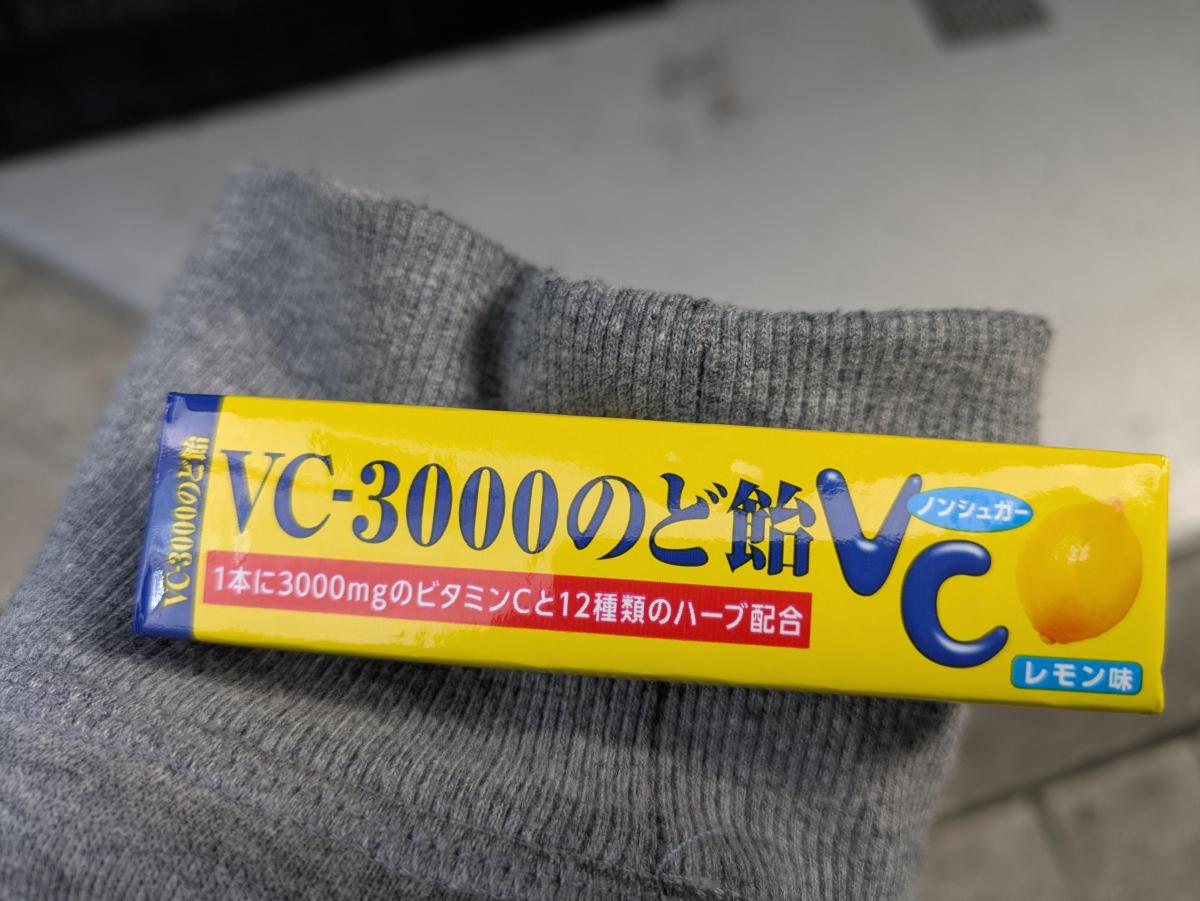 VC-3000のど飴
VC-3000のど飴
1本に3000mgのビタミンCと12種類のハーブ配合
VC
ノンシュガー
レモン味